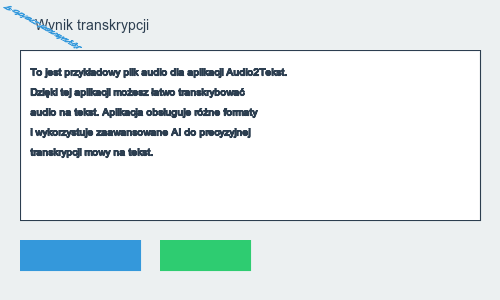 Wynik transkrypcji
To jest przykładowy plik audio dla aplikacji Audio2Tekst.
Dzięki tej aplikacji możesz łatwo transkrybować
audio na tekst. Aplikacja obsługuje różne formaty
i wykorzystuje zaawansowane AI do precyzyjnej
transkrypcji mowy na tekst.